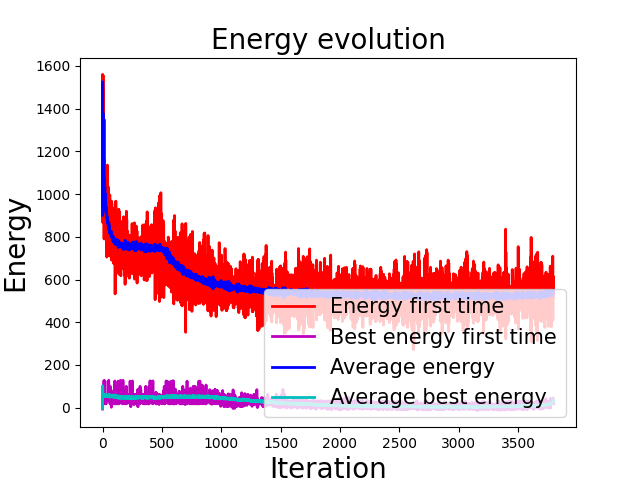 Energy evolution
Energy
1600
1400
1200
1000
800
600
400
200
0
Energy first time
Best energy first time
Average energy
Average best energy
0 500 1000 1500 2000 2500 3000 3500
Iteration